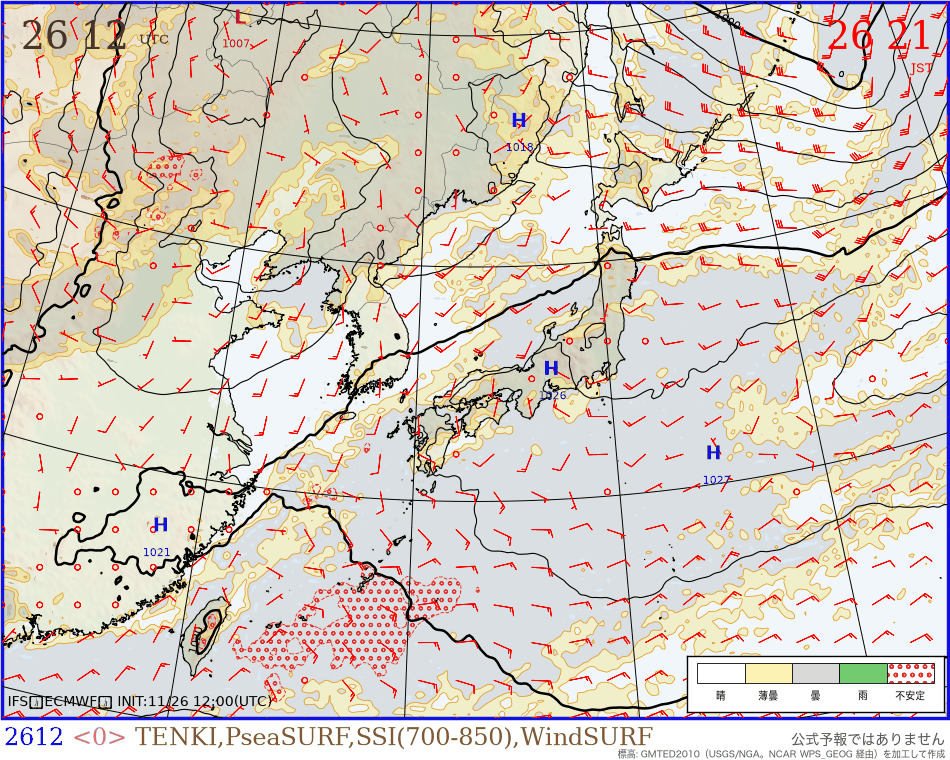 26 12 UTC
26 21
JST
L
1007
1000
H
1018
H
1026
H
1027
H
1021
IFS□ECMWF□ INIT:11/26 12:00(UTC)
晴 薄曇 曇 雨 不安定
2612 <0> TENKI,PseaSURF,SSI(700-850),WindSURF
公式予報ではありません
標高: GMTED2010（USGS/NGA。NCAR WPS_GEOG 経由）を加工して作成